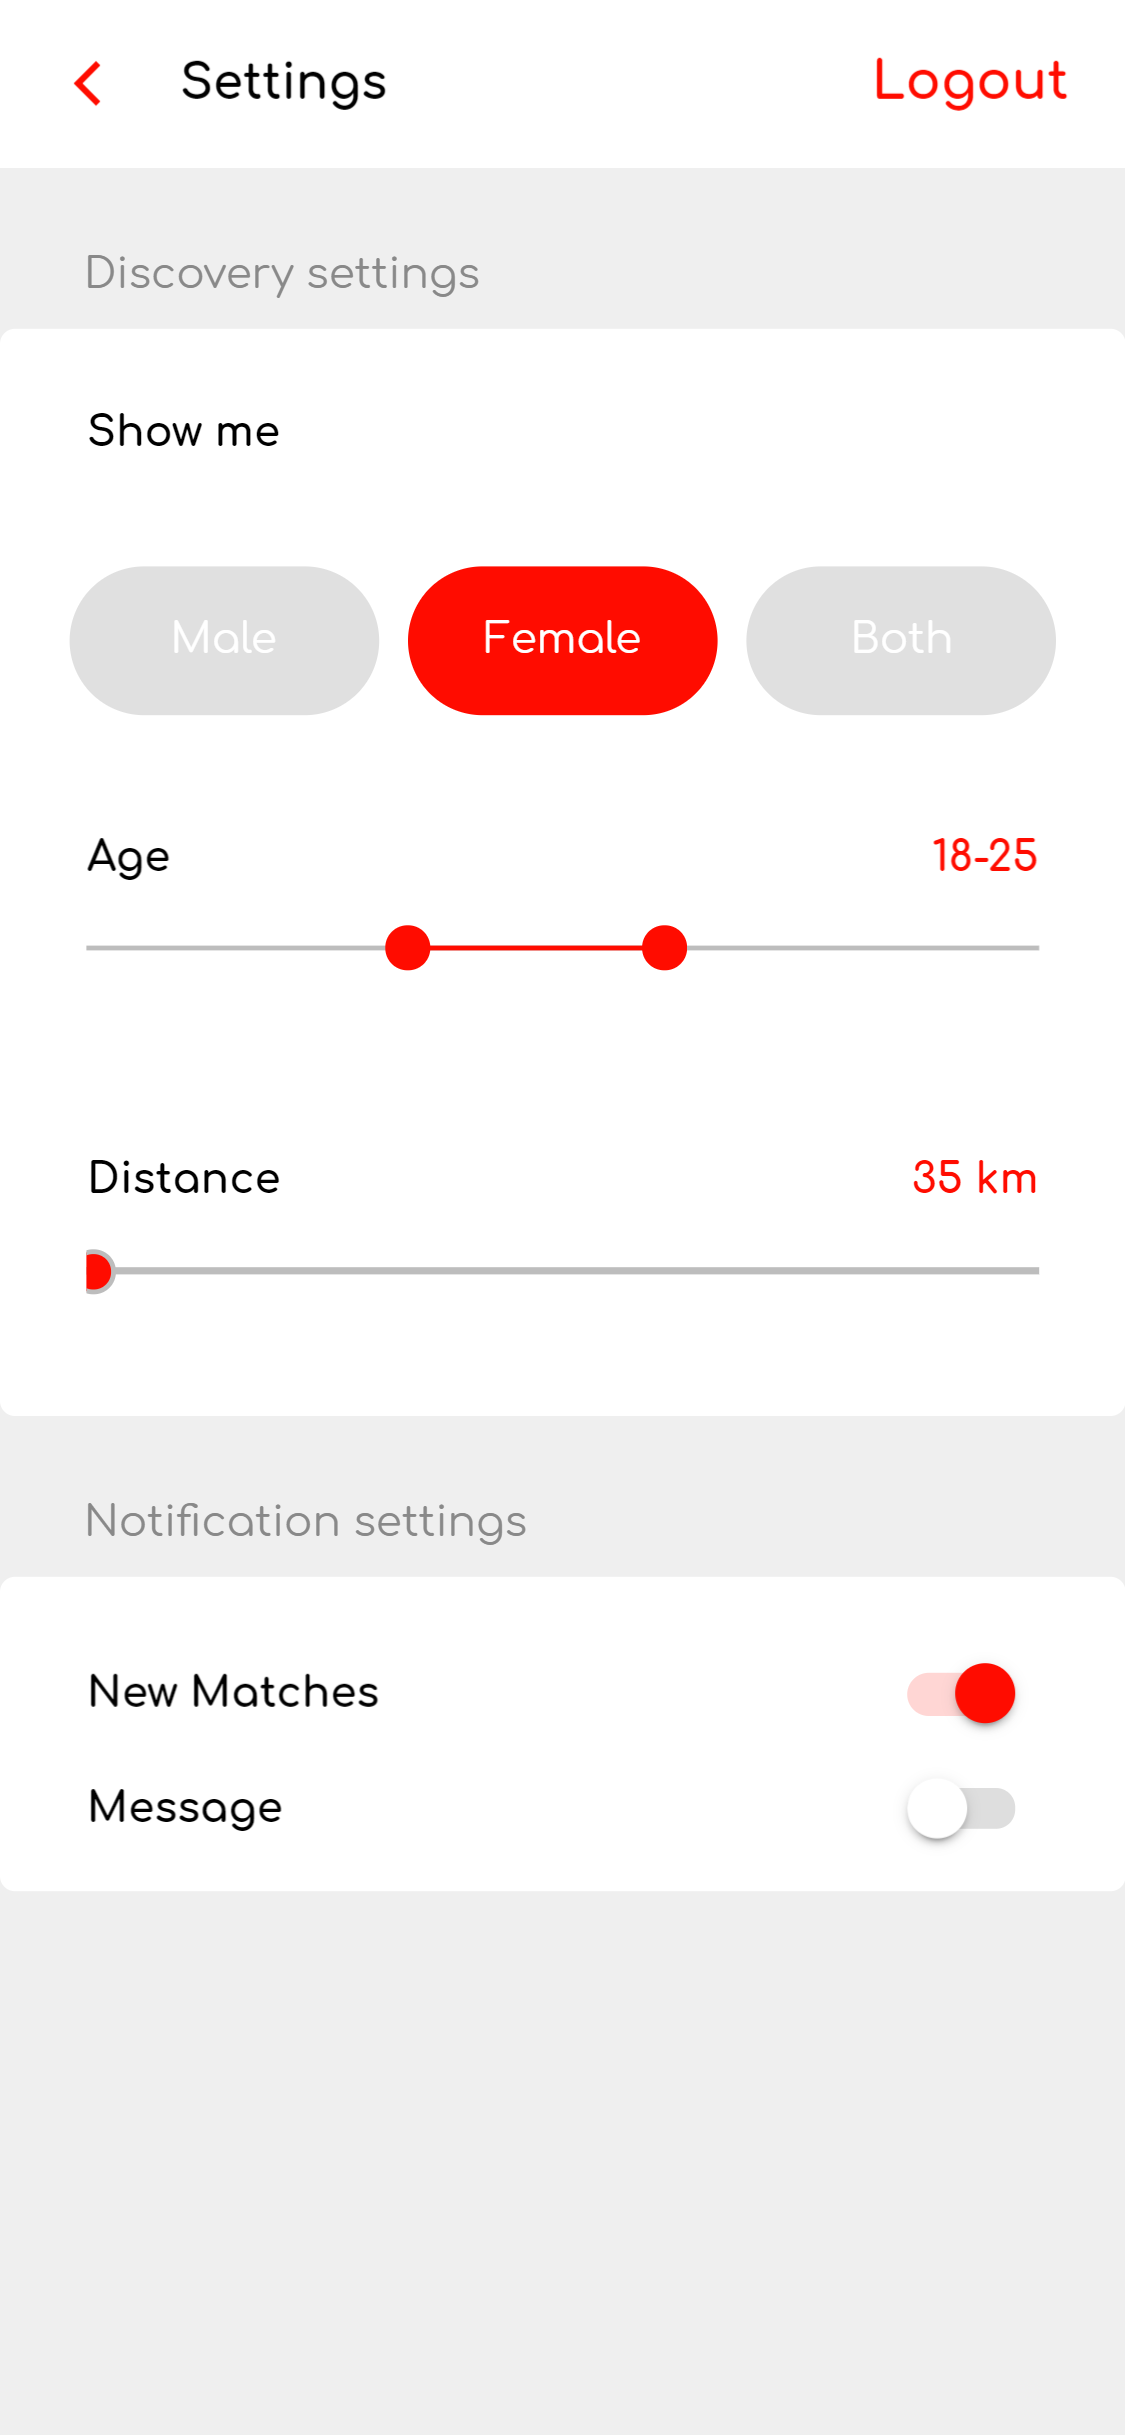 Settings
Logout
Discovery settings
Show me
Male
Female
Both
Age
18-25
Distance
35 km
Notification settings
New Matches
Message